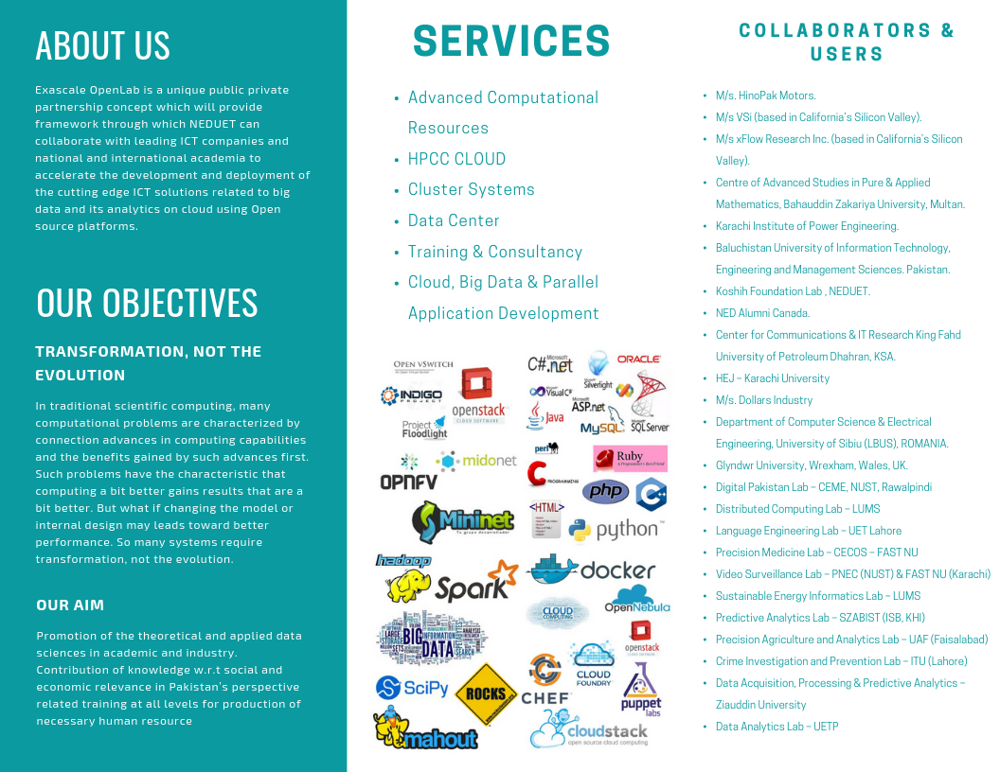 ABOUT US
Exascale OpenLab is a unique public private
partnership concept which will provide
framework through which NEDUET can
collaborate with leading ICT companies and
national and international academia to
accelerate the development and deployment of
the cutting edge ICT solutions related to big
data and its analytics on cloud using Open
source platforms.
OUR OBJECTIVES
TRANSFORMATION, NOT THE
EVOLUTION
In traditional scientific computing, many
computational problems are characterized by
connection advances in computing capabilities
and the benefits gained by such advances first.
Such problems have the characteristic that
computing a bit better gains results that are a
bit better. But what if changing the model or
internal design may leads toward better
performance. So many systems require
transformation, not the evolution.
OUR AIM
Promotion of the theoretical and applied data
sciences in academic and industry.
Contribution of knowledge w.r.t social and
economic relevance in Pakistan's perspective
related training at all levels for production of
necessary human resource
SERVICES
• Advanced Computational
Resources
• HPCC CLOUD
• Cluster Systems
• Data Center
• Training & Consultancy
• Cloud, Big Data & Parallel
Application Development
OPEN VSWITCH
INDIGO
PROJECT
openstack
CLOUD SOFTWARE
Project
Floodlight
OPNFV
midonet
Mininet
Microsoft
C#.net
Microsoft
Silverlight
ORACLE
Visual C#
Microsoft
ASP.net
Java
MySQL
Microsoft
SQL Server
perl
Ruby
A Programmer's Best Friend
C PROGRAMMING
php
C++
<HTML>
python
hadoop
Spark
docker
CLOUD
COMPUTING
OpenNebula
BIG
DATA
INFORMATION
openstack
SciPy
ROCKS
CHEF
CLOUD
FOUNDRY
puppet
labs
mahout
cloudstack
open source cloud computing
COLLABORATORS &
USERS
• M/s. HinoPak Motors.
• M/s VSi (based in California's Silicon Valley).
• M/s xFlow Research Inc. (based in California's Silicon
Valley).
• Centre of Advanced Studies in Pure & Applied
Mathematics, Bahauddin Zakariya University, Multan.
• Karachi Institute of Power Engineering.
• Baluchistan University of Information Technology,
Engineering and Management Sciences. Pakistan.
• Koshih Foundation Lab , NEDUET.
• NED Alumni Canada.
• Center for Communications & IT Research King Fahd
University of Petroleum Dhahran, KSA.
• HEJ – Karachi University
• M/s. Dollars Industry
• Department of Computer Science & Electrical
Engineering, University of Sibiu (LBUS), ROMANIA.
• Glyndwr University, Wrexham, Wales, UK.
• Digital Pakistan Lab – CEME, NUST, Rawalpindi
• Distributed Computing Lab – LUMS
• Language Engineering Lab – UET Lahore
• Precision Medicine Lab – CECOS – FAST NU
• Video Surveillance Lab – PNEC (NUST) & FAST NU (Karachi)
• Sustainable Energy Informatics Lab – LUMS
• Predictive Analytics Lab – SZABIST (ISB, KHI)
• Precision Agriculture and Analytics Lab – UAF (Faisalabad)
• Crime Investigation and Prevention Lab – ITU (Lahore)
• Data Acquisition, Processing & Predictive Analytics –
Ziauddin University
• Data Analytics Lab – UETP